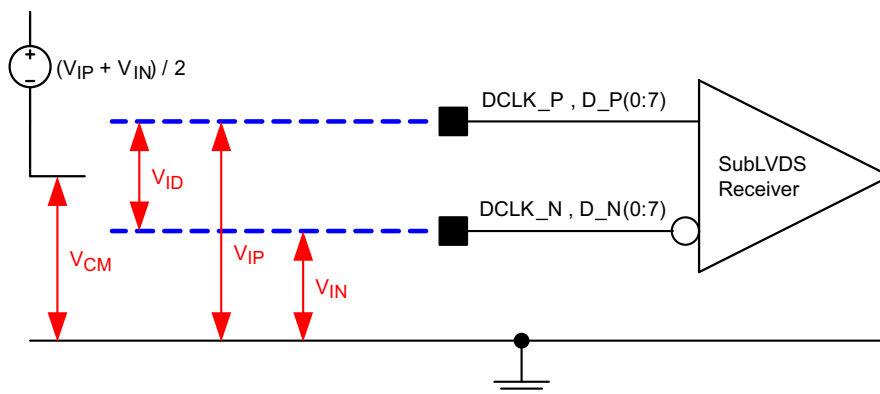 +
−
(VIP + VIN) / 2
DCLK_P , D_P(0:7)
VID
SubLVDS
Receiver
DCLK_N , D_N(0:7)
VCM
VIP
VIN